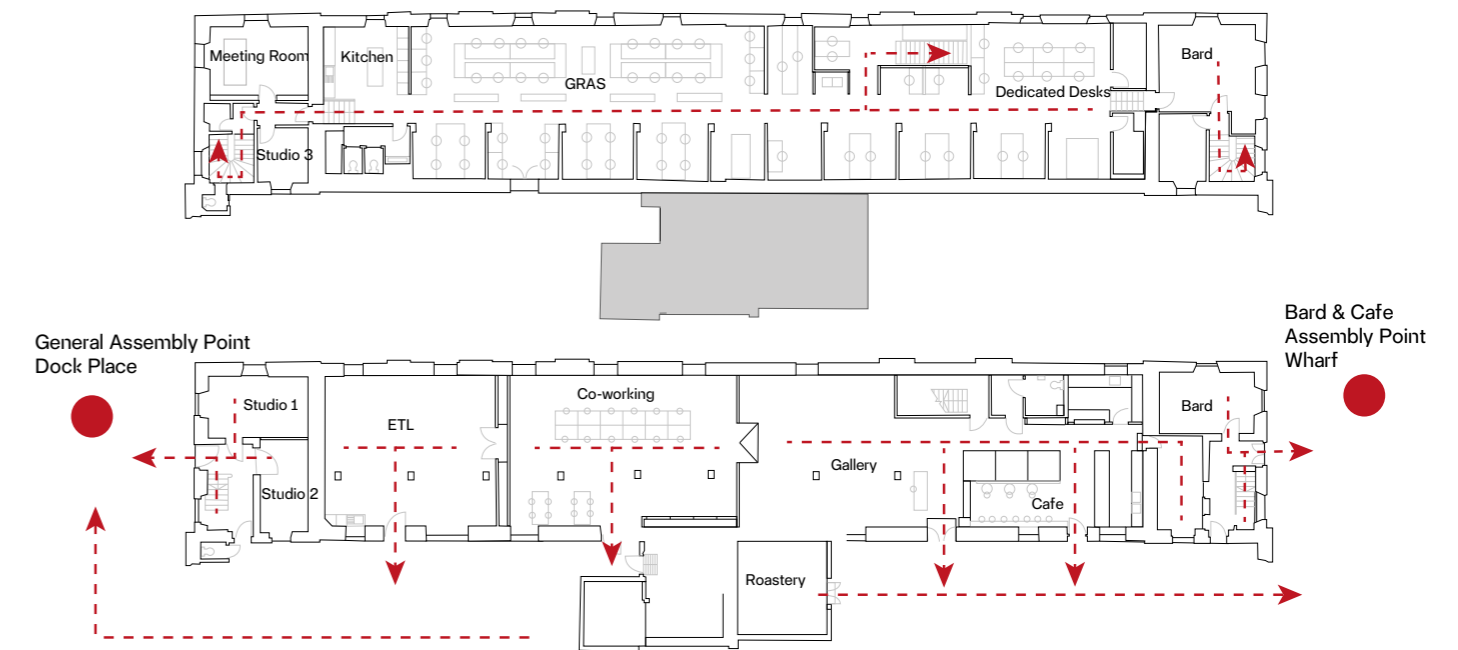 Meeting Room
Kitchen
GRAS
Dedicated Desks
Bard
Studio 3
General Assembly Point
Dock Place
Bard & Cafe
Assembly Point
Wharf
Studio 1
ETL
Co-working
Bard
Gallery
Studio 2
Cafe
Roastery